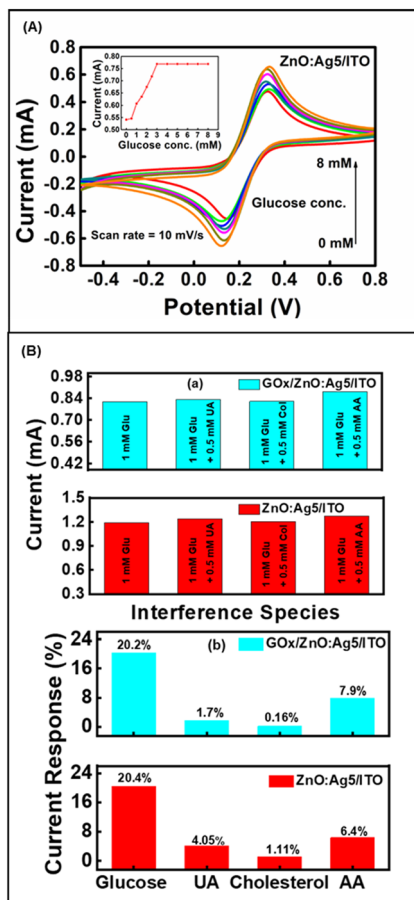 (A)
ZnO:Ag5/ITO
0.8
0.6
0.4
0.2
0.0
-0.2
-0.4
-0.6
-0.8
Current (mA)
0.80
0.75
0.70
0.65
0.60
0.55
0.50
Current (mA)
0 1 2 3 4 5 6 7 8 9
Glucose conc. (mM)
8 mM
Glucose conc.
0 mM
Scan rate = 10 mV/s
-0.4 -0.2 0.0 0.2 0.4 0.6 0.8
Potential (V)
(B)
Current (mA)
0.98
0.84
0.70
0.56
0.42
(a)
GOx/ZnO:Ag5/ITO
1 mM Glu
1 mM Glu
+ 0.5 mM UA
1 mM Glu
+ 0.5 mM Col
1 mM Glu
+ 0.5 mM AA
1.5
1.2
0.9
0.6
0.3
ZnO:Ag5/ITO
1 mM Glu
1 mM Glu
+ 0.5 mM UA
1 mM Glu
+ 0.5 mM Col
1 mM Glu
+ 0.5 mM AA
Interference Species
Current Response (%)
24
16
8
0
(b)
GOx/ZnO:Ag5/ITO
20.2%
1.7%
0.16%
7.9%
24
16
8
0
ZnO:Ag5/ITO
20.4%
4.05%
1.11%
6.4%
Glucose UA Cholesterol AA